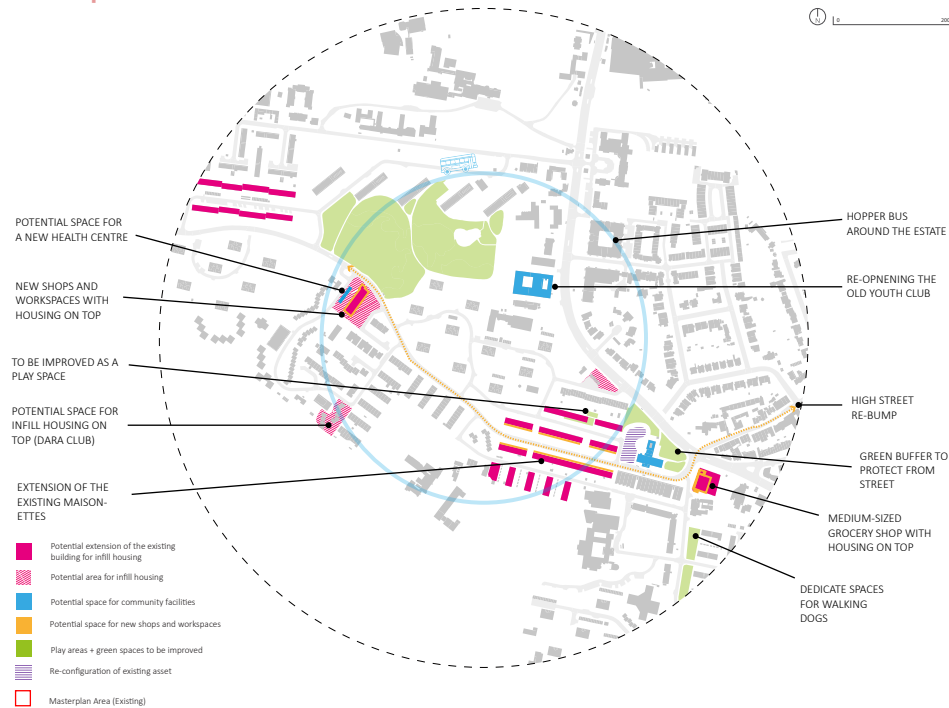 N
0
200
POTENTIAL SPACE FOR
A NEW HEALTH CENTRE
NEW SHOPS AND
WORKSPACES WITH
HOUSING ON TOP
TO BE IMPROVED AS A
PLAY SPACE
POTENTIAL SPACE FOR
INFILL HOUSING ON
TOP (DARA CLUB)
EXTENSION OF THE
EXISTING MAISON-
ETTES
HOPPER BUS
AROUND THE ESTATE
RE-OPENING THE
OLD YOUTH CLUB
HIGH STREET
RE-BUMP
GREEN BUFFER TO
PROTECT FROM
STREET
MEDIUM-SIZED
GROCERY SHOP WITH
HOUSING ON TOP
DEDICATE SPACES
FOR WALKING
DOGS
Potential extension of the existing
building for infill housing
Potential area for infill housing
Potential space for community facilities
Potential space for new shops and workspaces
Play areas + green spaces to be improved
Re-configuration of existing asset
Masterplan Area (Existing)